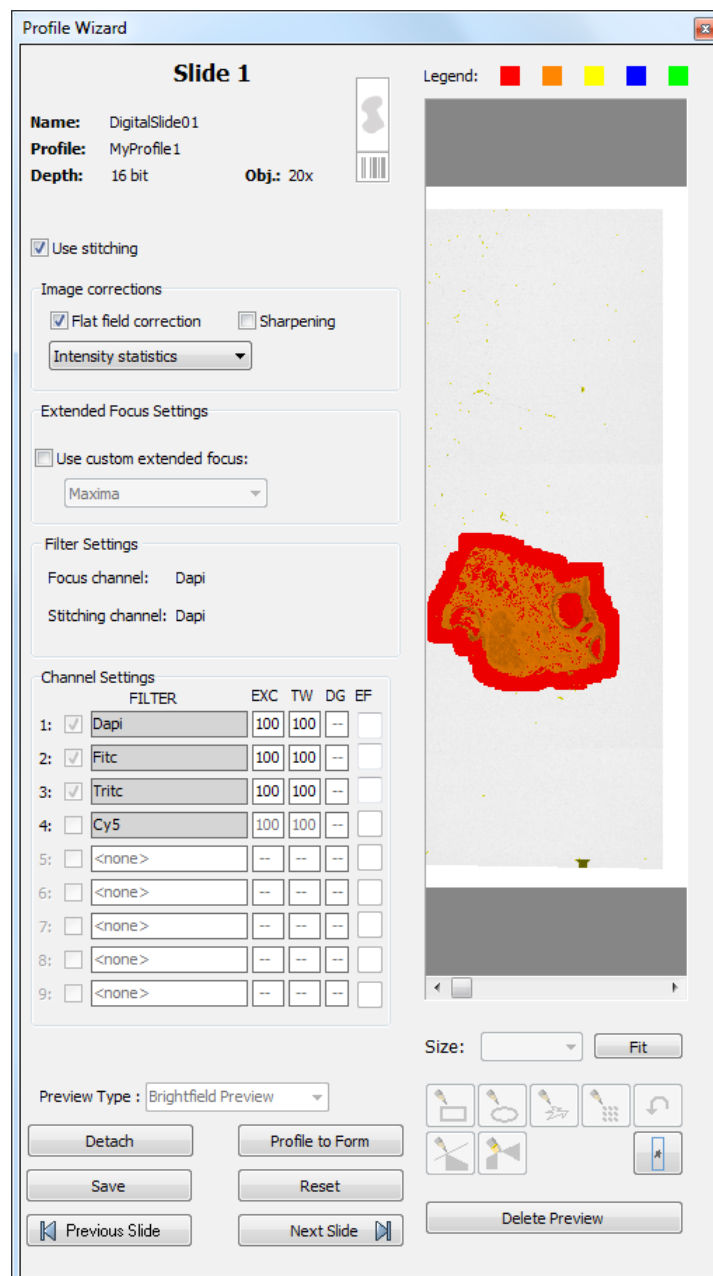 Profile Wizard
Slide 1
Legend:
Name: DigitalSlide01
Profile: MyProfile1
Depth: 16 bit Obj.: 20x
Use stitching
Image corrections
Flat field correction Sharpening
Intensity statistics
Extended Focus Settings
Use custom extended focus:
Maxima
Filter Settings
Focus channel: Dapi
Stitching channel: Dapi
Channel Settings
FILTER EXC TW DG EF
1: Dapi 100 100 --
2: Fitc 100 100 --
3: Tritc 100 100 --
4: Cy5 100 100 --
5: <none> -- -- --
6: <none> -- -- --
7: <none> -- -- --
8: <none> -- -- --
9: <none> -- -- --
Size: Fit
Preview Type : Brightfield Preview
Detach Profile to Form
Save Reset
Delete Preview
Previous Slide Next Slide